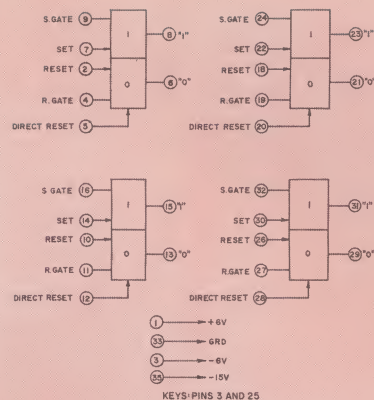 S.GATE 9
1 8 "1"
SET 7
RESET 2
0 6 "0"
R.GATE 4
DIRECT RESET 5
S.GATE 24
1 23 "1"
SET 22
RESET 18
0 21 "0"
R.GATE 19
DIRECT RESET 20
S GATE 16
1 15 "1"
SET 14
RESET 10
0 13 "0"
R.GATE 11
DIRECT RESET 12
S.GATE 32
1 31 "1"
SET 30
RESET 26
0 29 "0"
R.GATE 27
DIRECT RESET 28
1 +6V
33 GRD
3 -6V
35 -15V
KEYS: PINS 3 AND 25